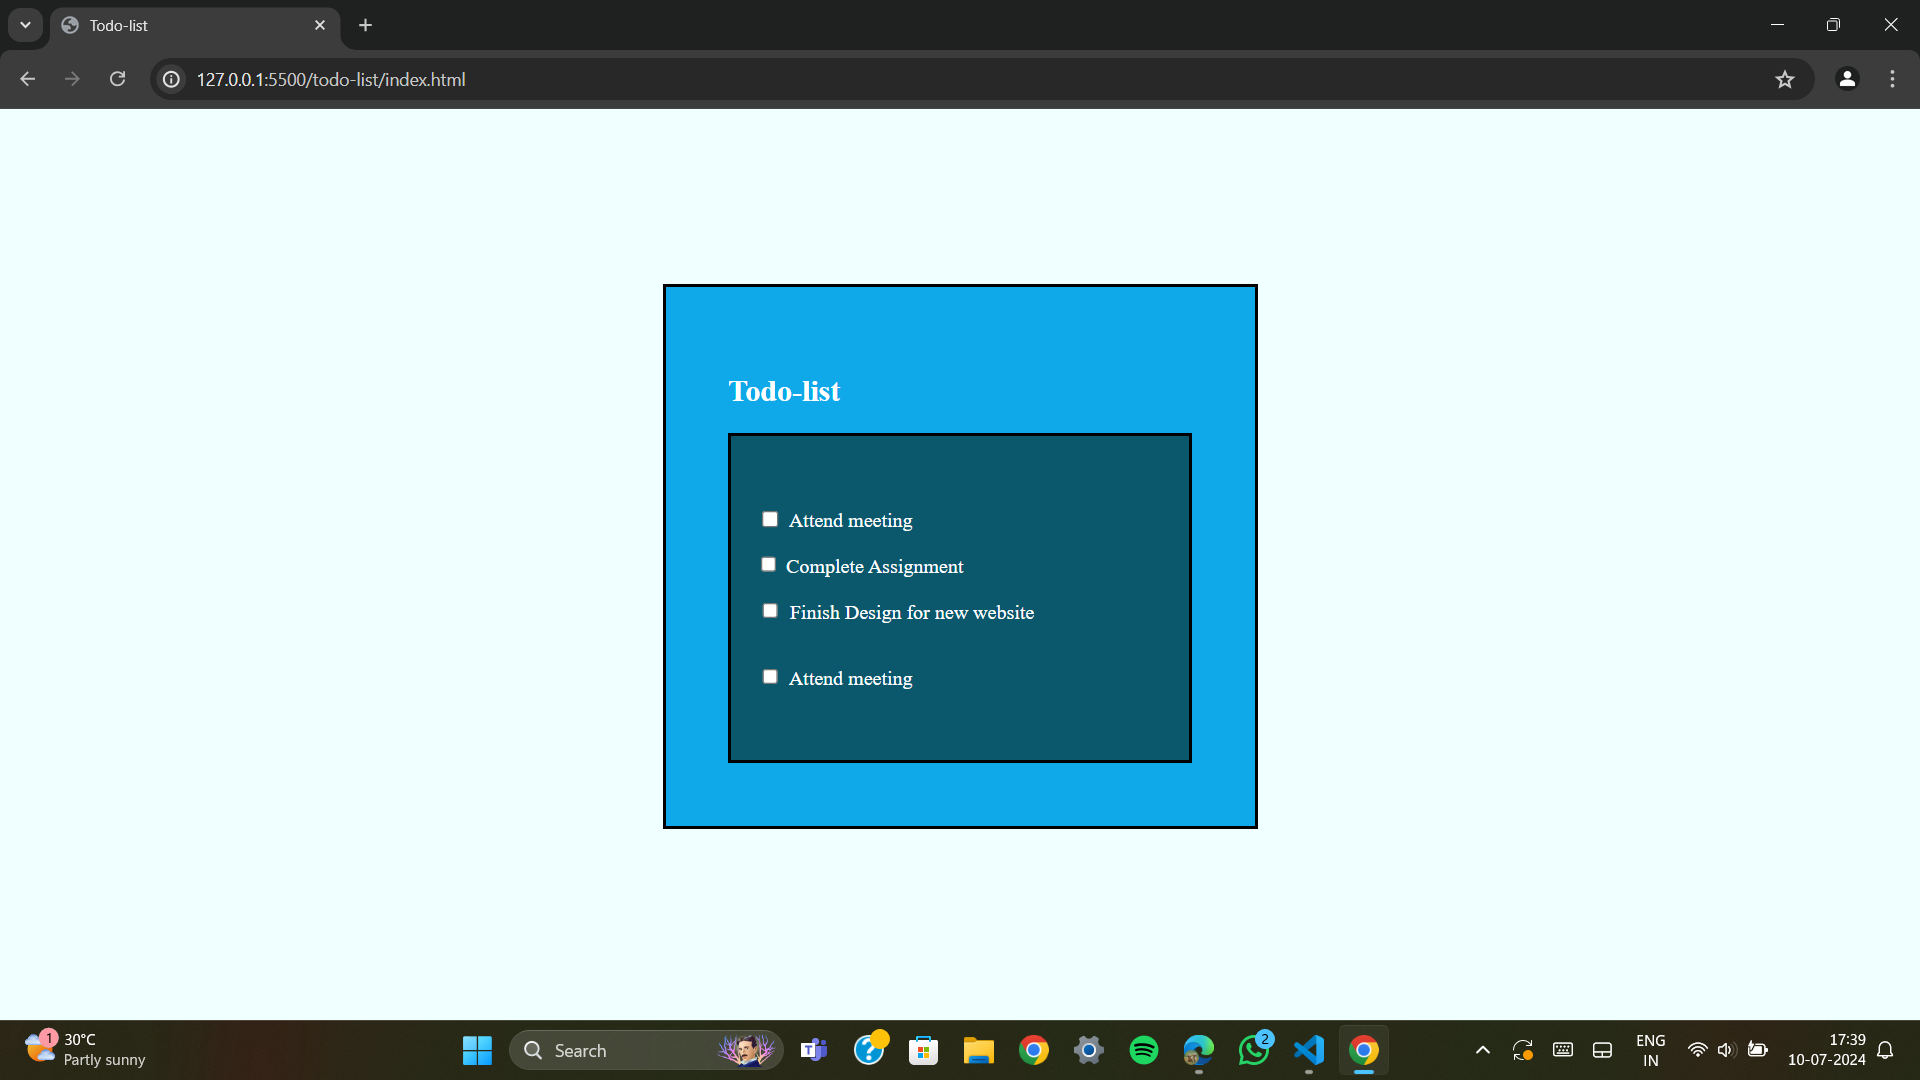 Todo-list
127.0.0.1:5500/todo-list/index.html
Todo-list
Attend meeting
Complete Assignment
Finish Design for new website
Attend meeting
1
30°C
Partly sunny
Search
T
?
2
ENG
IN
17:39
10-07-2024